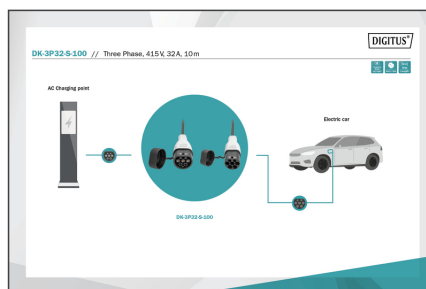 DIGITUS®
DK-3P32-S-100 // Three Phase, 415 V, 32 A, 10 m
AC Charging point
Electric car
DK-3P32-S-100